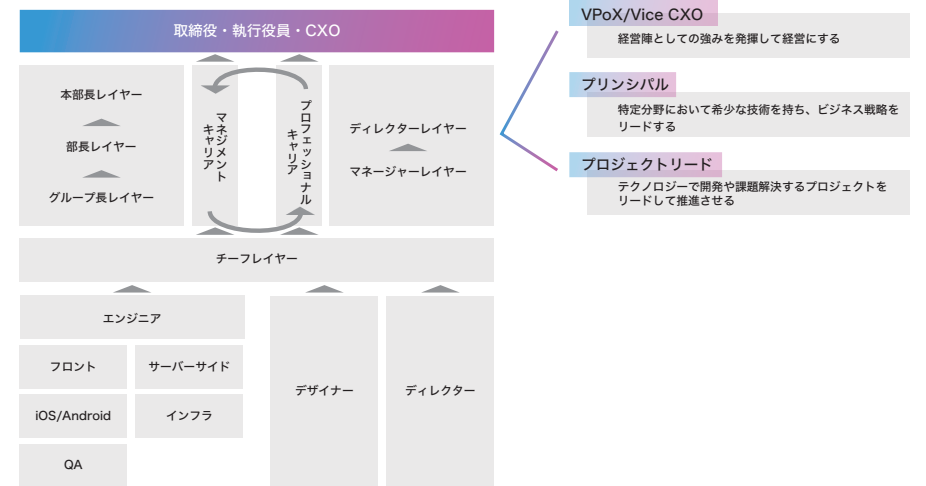 取締役・執行役員・CXO
本部長レイヤー
部長レイヤー
グループ長レイヤー
マネジメント
キャリア
プロフェッショナル
キャリア
ディレクターレイヤー
マネージャーレイヤー
チーフレイヤー
エンジニア
フロント
サーバーサイド
iOS/Android
インフラ
QA
デザイナー
ディレクター
VPoX/Vice CXO
経営陣としての強みを発揮して経営にする
プリンシパル
特定分野において希少な技術を持ち、ビジネス戦略を
リードする
プロジェクトリード
テクノロジーで開発や課題解決するプロジェクトを
リードして推進させる